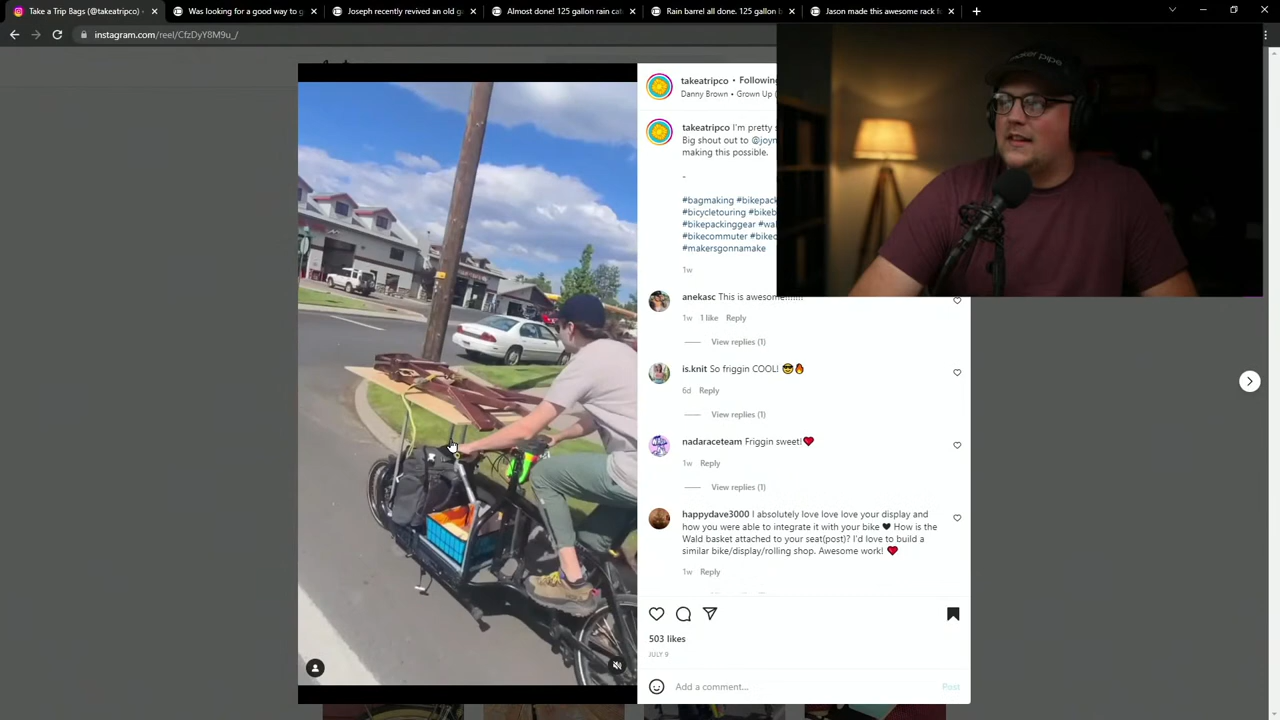 Take a Trip (@takeatripco) •
Was looking for a good way to g
Joseph recently revived an old g
Almost done! 125 gallon rain cat
Rain barrel all done. 125 gallon b
Jason made this awesome rack f
instagram.com/reel/CfzDyY8M9u_/
maker pipe
takeatripco • Following
Danny Brown • Grown Up (
takeatripco I'm pretty s
Big shout out to @joyn
making this possible.
-
#bagmaking #bikepack
#bicycletouring #bikeb
#bikepackinggear #wal
#bikecommuter #bikec
#makersgonnamake
1w
anekasc This is awesome!!!!!!
1w 1 like Reply
View replies (1)
is.knit So friggin COOL! 😎🔥
6d Reply
View replies (1)
nadaraceteam Friggin sweet!❤️
1w Reply
View replies (1)
happydave3000 I absolutely love love love your display and
how you were able to integrate it with your bike 🖤 How is the
Wald basket attached to your seat(post)? I'd love to build a
similar bike/display/rolling shop. Awesome work! ❤️
1w Reply
503 likes
JULY 9
Add a comment...
Post